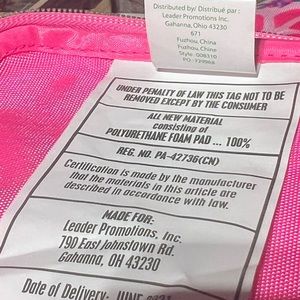 Distributed by/ Distribué par :
Leader Promotions Inc.
Gahanna, Ohio 43230
671
Fuzhou, China
Fuzhou, Chine
Style: 008310
UNDER PENALTY OF LAW THIS TAG NOT TO BE
REMOVED EXCEPT BY THE CONSUMER
ALL NEW MATERIAL
consisting of
POLYURETHANE FOAM PAD ... 100%
REG. NO. PA-42736(CN)
Certification is made by the manufacturer
that the materials in this article are
described in accordance with law.
MADE FOR:
Leader Promotions, Inc.
790 East Johnstown Rd.
Gahanna, OH 43230
Date of Delivery: JUNE